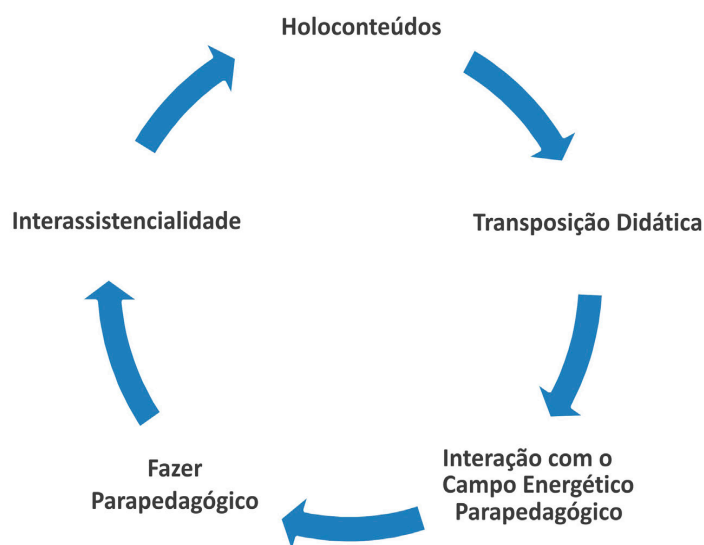 Holoconteúdos
Transposição Didática
Interação com o
Campo Energético
Parapedagógico
Fazer
Parapedagógico
Interassistencialidade